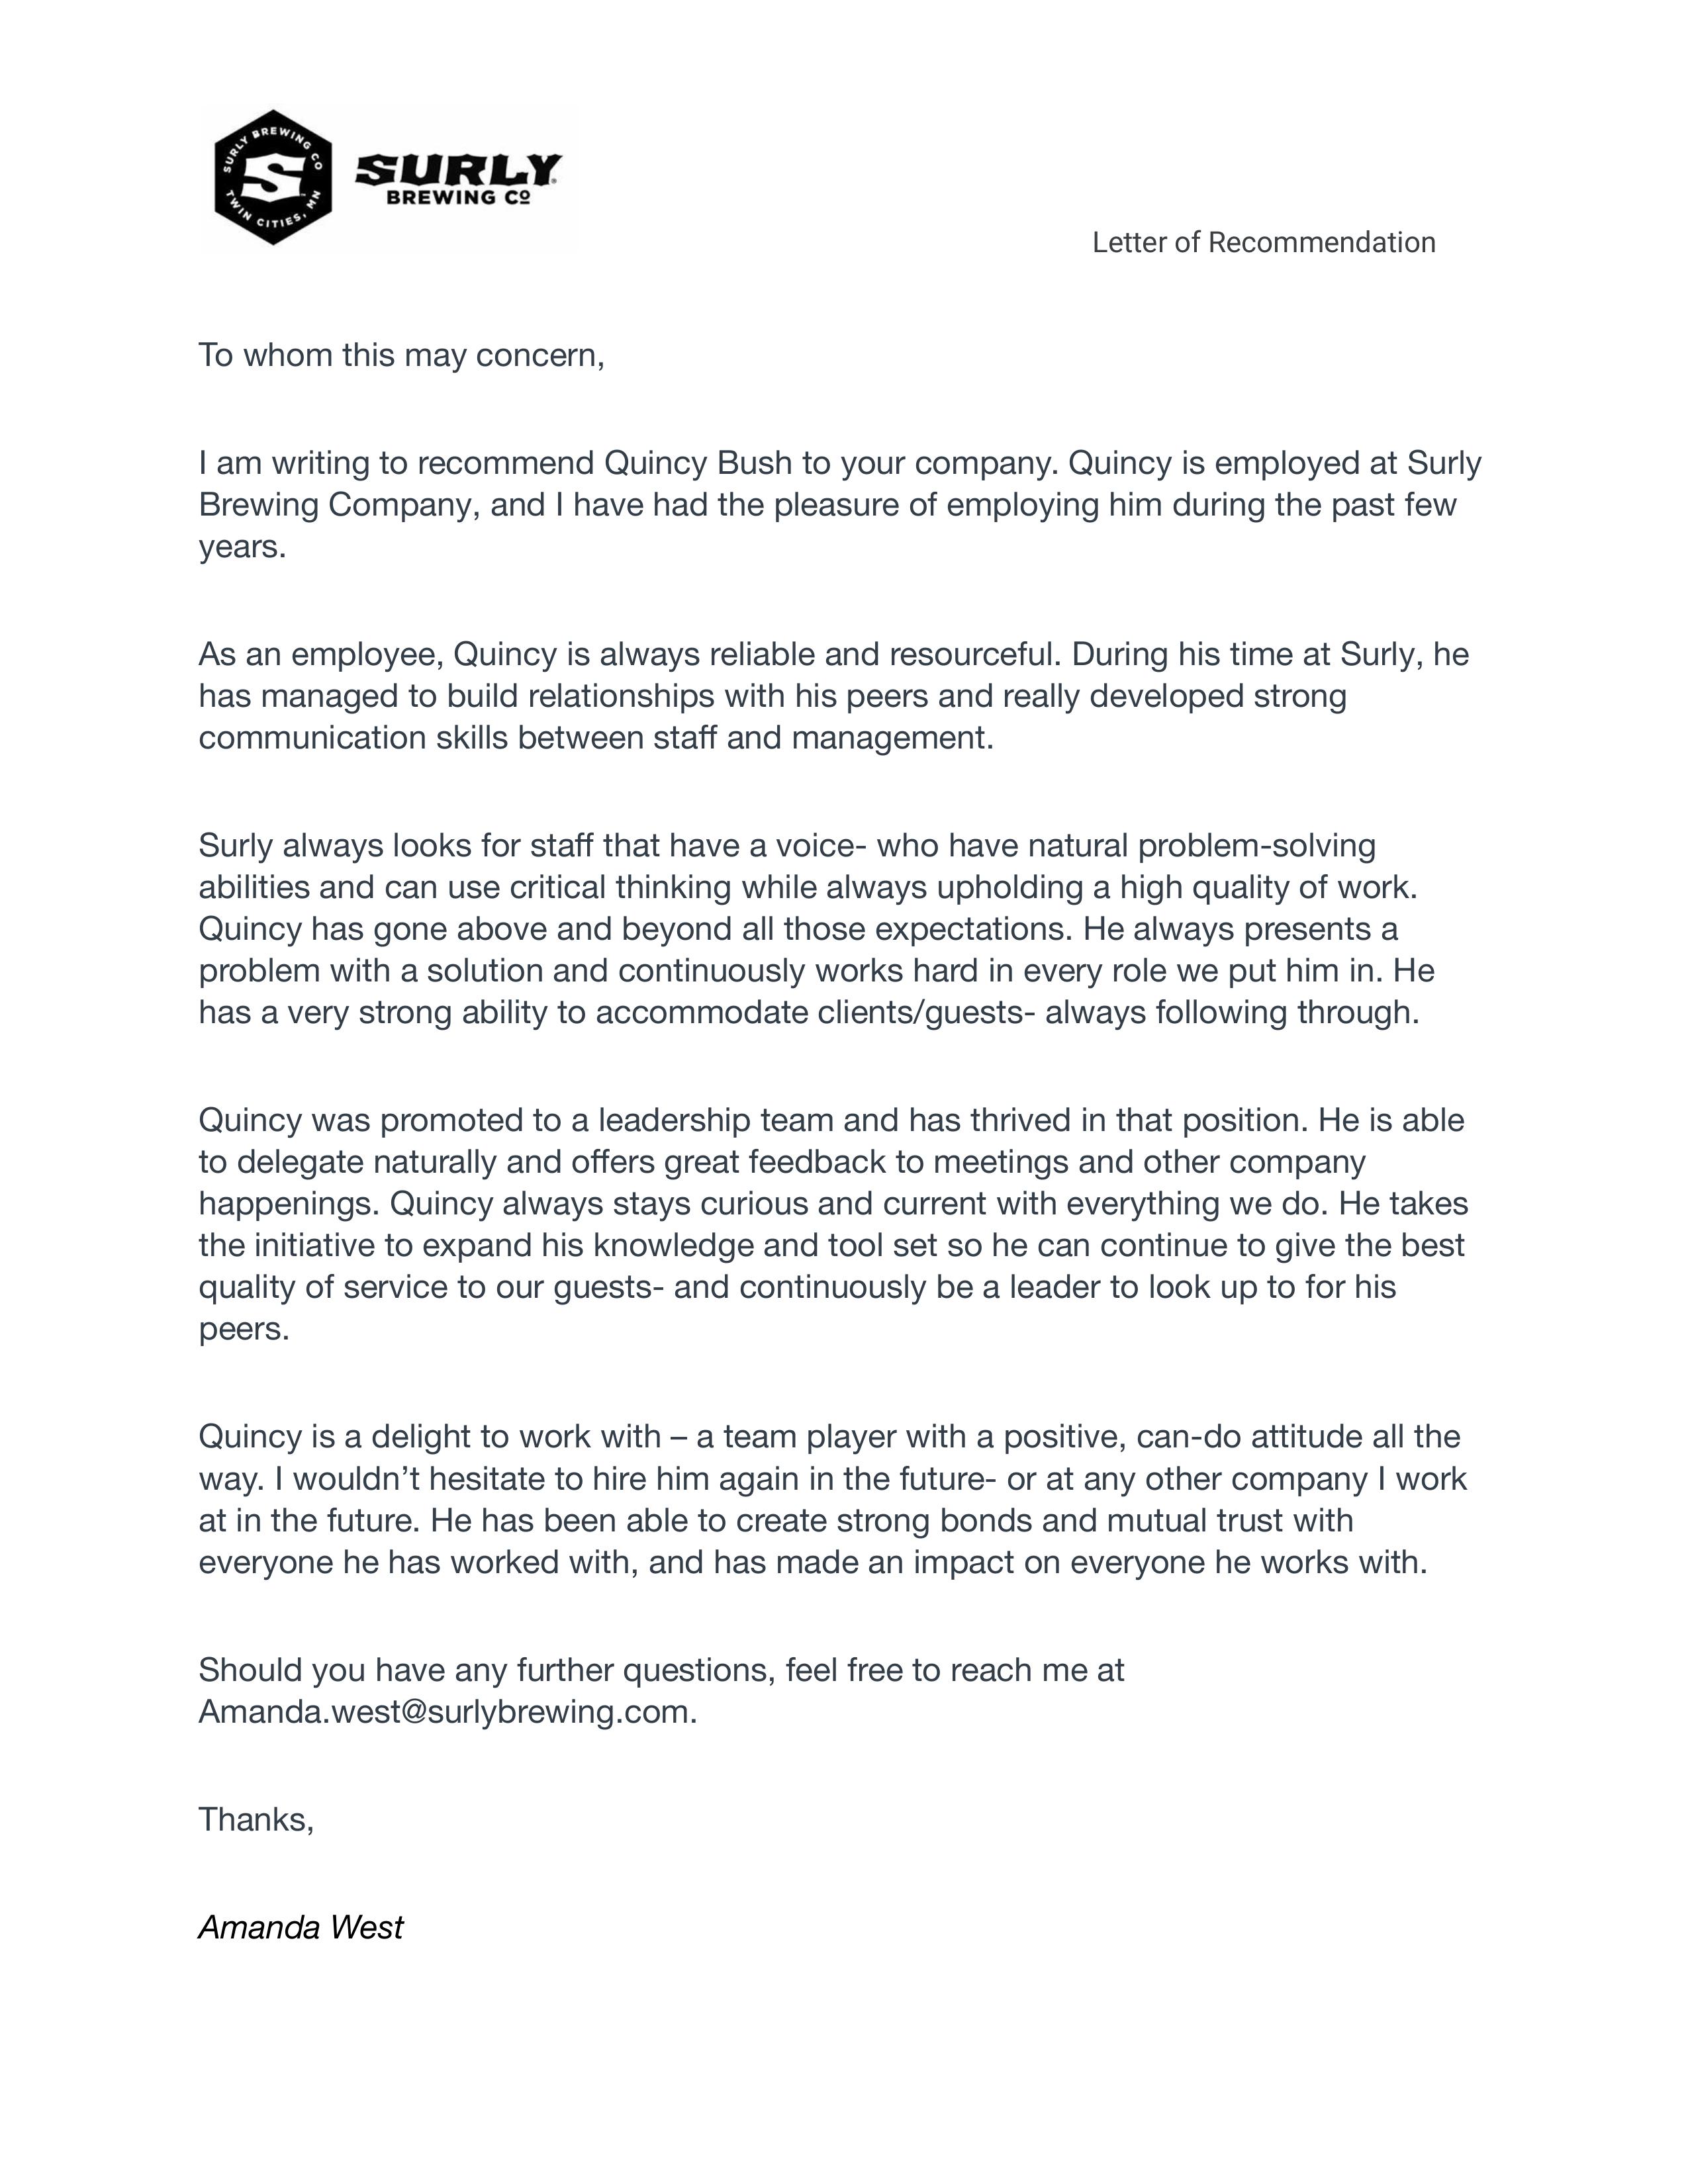 SURLY BREWING CO
S
TWIN CITIES, MN
SURLY
BREWING Cº
Letter of Recommendation
To whom this may concern,
I am writing to recommend Quincy Bush to your company. Quincy is employed at Surly
Brewing Company, and I have had the pleasure of employing him during the past few
years.
As an employee, Quincy is always reliable and resourceful. During his time at Surly, he
has managed to build relationships with his peers and really developed strong
communication skills between staff and management.
Surly always looks for staff that have a voice- who have natural problem-solving
abilities and can use critical thinking while always upholding a high quality of work.
Quincy has gone above and beyond all those expectations. He always presents a
problem with a solution and continuously works hard in every role we put him in. He
has a very strong ability to accommodate clients/guests- always following through.
Quincy was promoted to a leadership team and has thrived in that position. He is able
to delegate naturally and offers great feedback to meetings and other company
happenings. Quincy always stays curious and current with everything we do. He takes
the initiative to expand his knowledge and tool set so he can continue to give the best
quality of service to our guests- and continuously be a leader to look up to for his
peers.
Quincy is a delight to work with – a team player with a positive, can-do attitude all the
way. I wouldn’t hesitate to hire him again in the future- or at any other company I work
at in the future. He has been able to create strong bonds and mutual trust with
everyone he has worked with, and has made an impact on everyone he works with.
Should you have any further questions, feel free to reach me at
Amanda.west@surlybrewing.com.
Thanks,
Amanda West